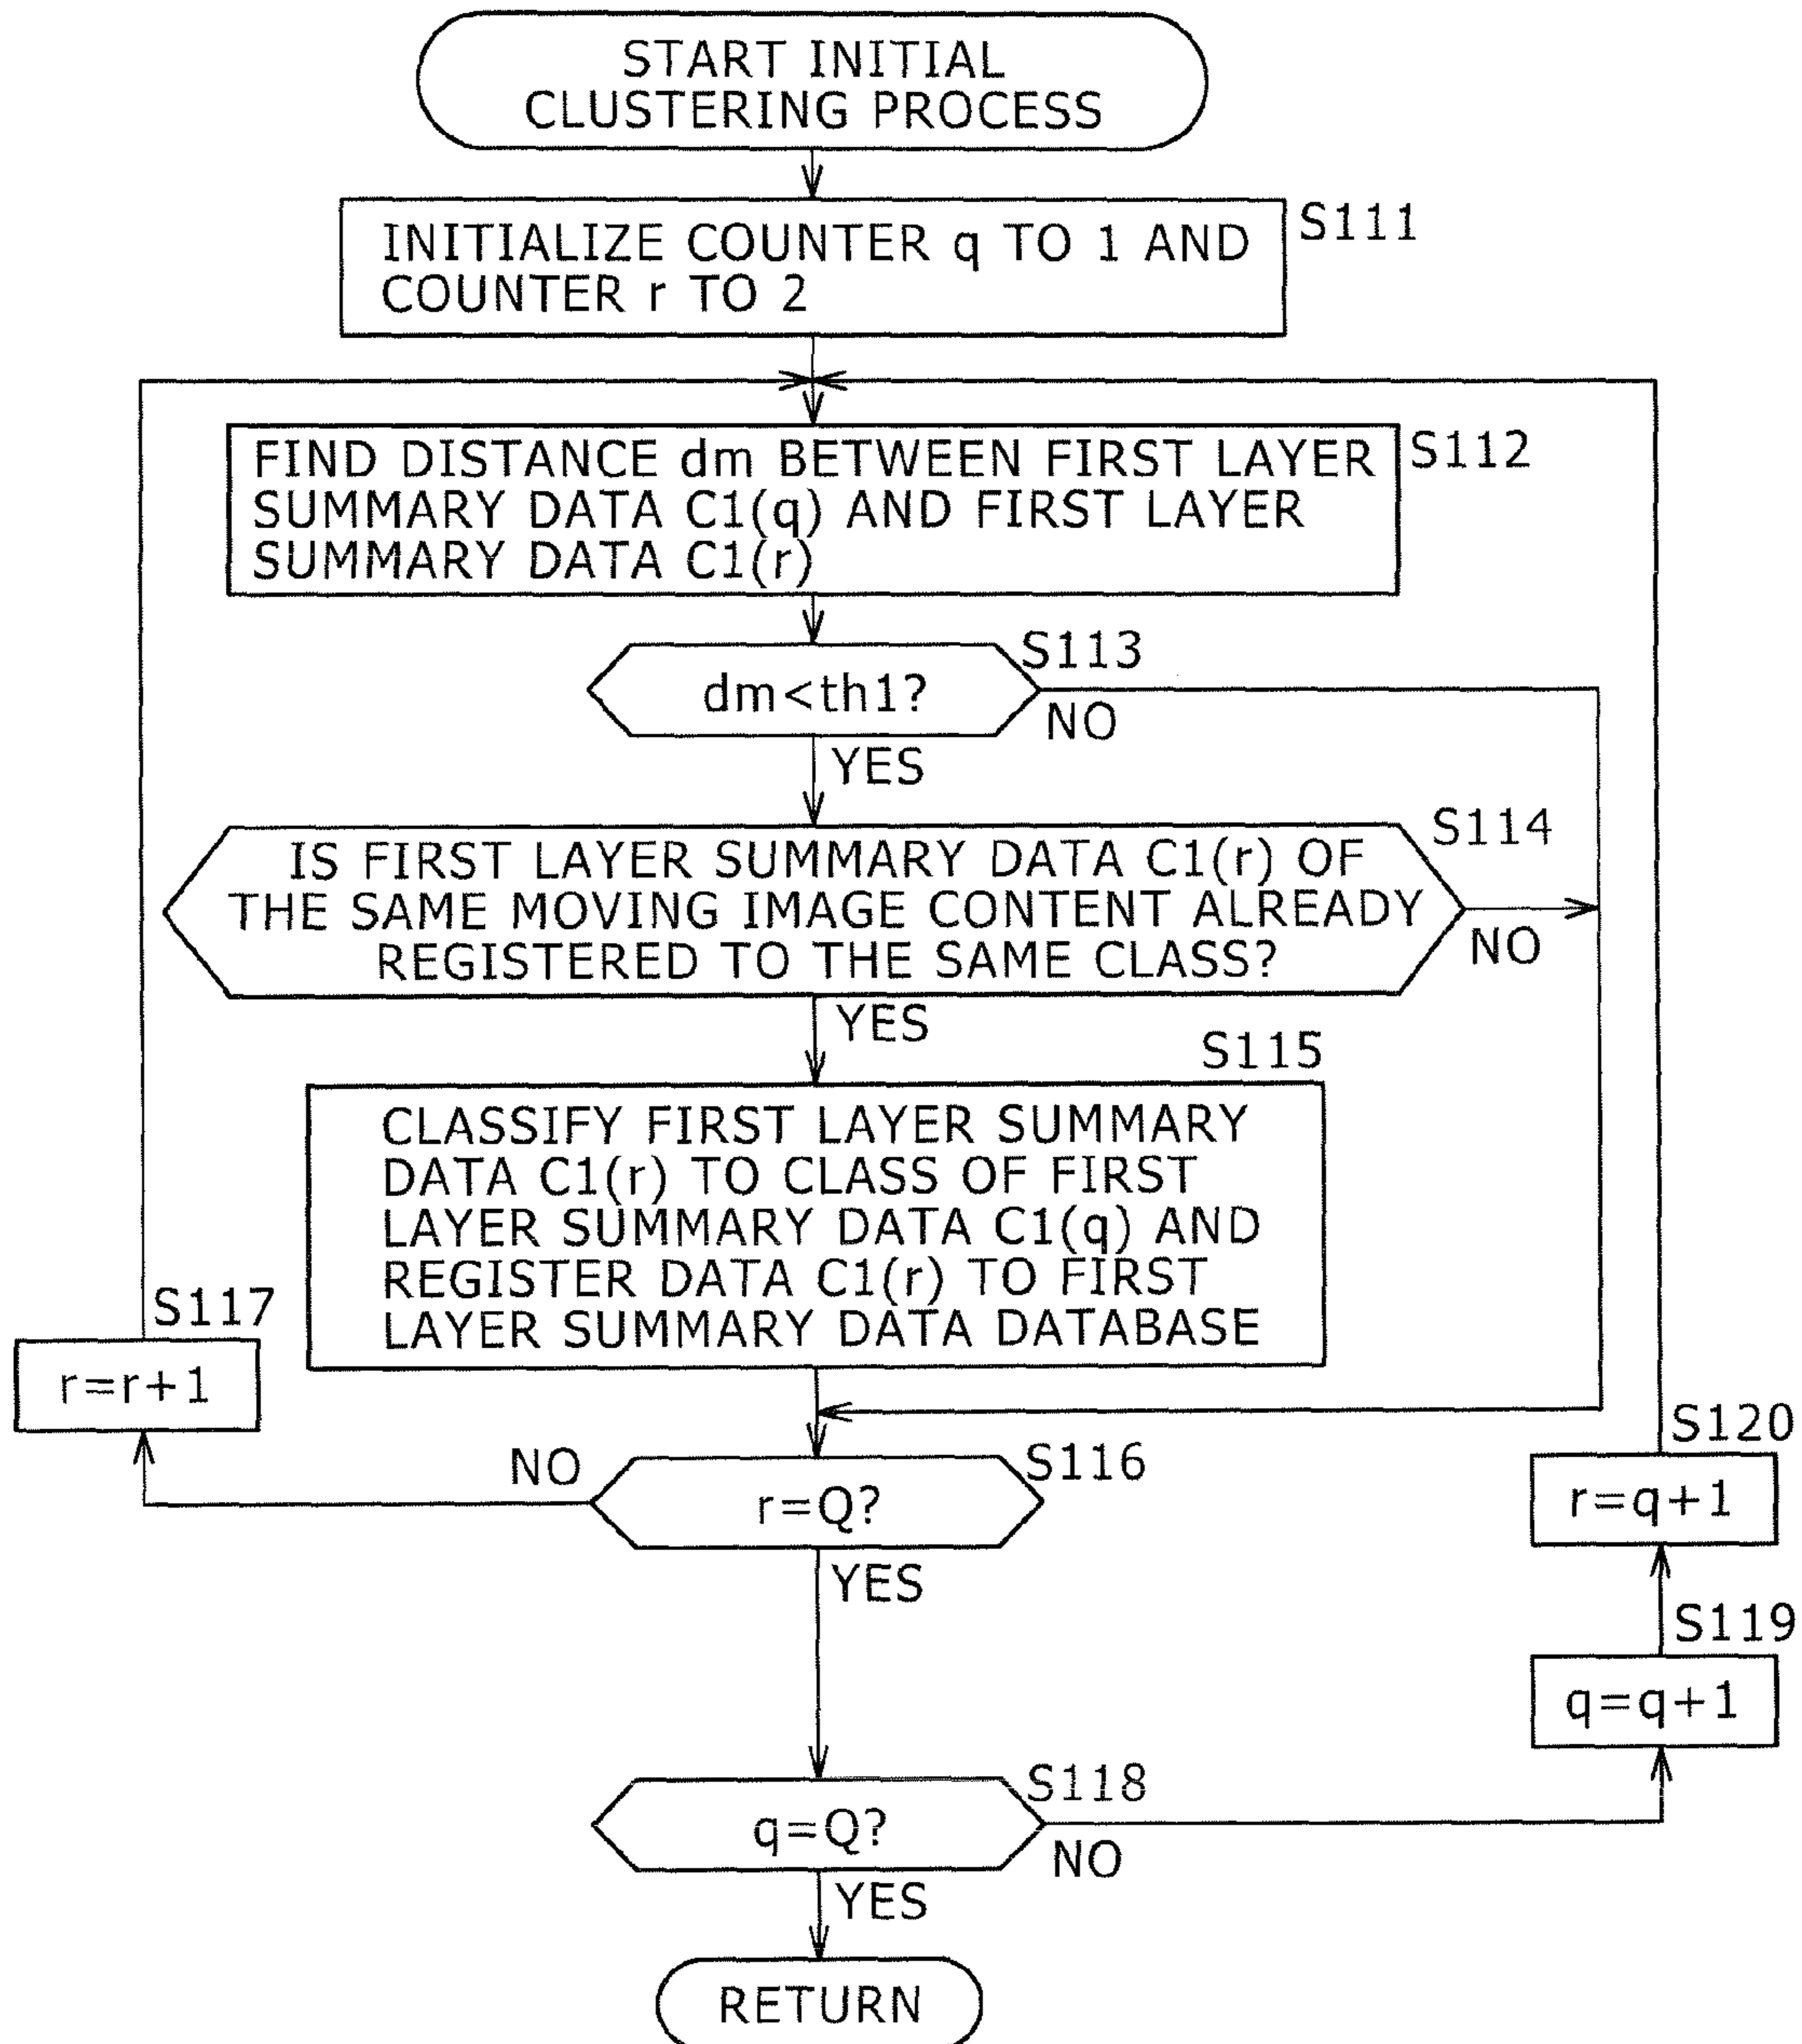 START INITIAL
CLUSTERING PROCESS
S111
INITIALIZE COUNTER q TO 1 AND
COUNTER r TO 2
S112
FIND DISTANCE dm BETWEEN FIRST LAYER
SUMMARY DATA C1(q) AND FIRST LAYER
SUMMARY DATA C1(r)
S113
dm<th1?
NO
YES
S114
IS FIRST LAYER SUMMARY DATA C1(r) OF
THE SAME MOVING IMAGE CONTENT ALREADY
REGISTERED TO THE SAME CLASS?
NO
YES
S115
CLASSIFY FIRST LAYER SUMMARY
DATA C1(r) TO CLASS OF FIRST
LAYER SUMMARY DATA C1(q) AND
REGISTER DATA C1(r) TO FIRST
LAYER SUMMARY DATA DATABASE
S117
r=r+1
S116
NO
r=Q?
YES
S120
r=q+1
S119
q=q+1
S118
q=Q?
NO
YES
RETURN